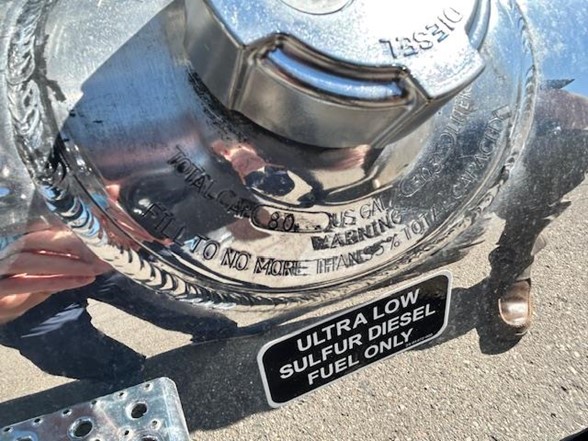 DIESEL
TOTAL CAP. 80. US GAL
WARNING
FILL TO NO MORE THAN 95% TOTAL CAPACITY
ULTRA LOW
SULFUR DIESEL
FUEL ONLY